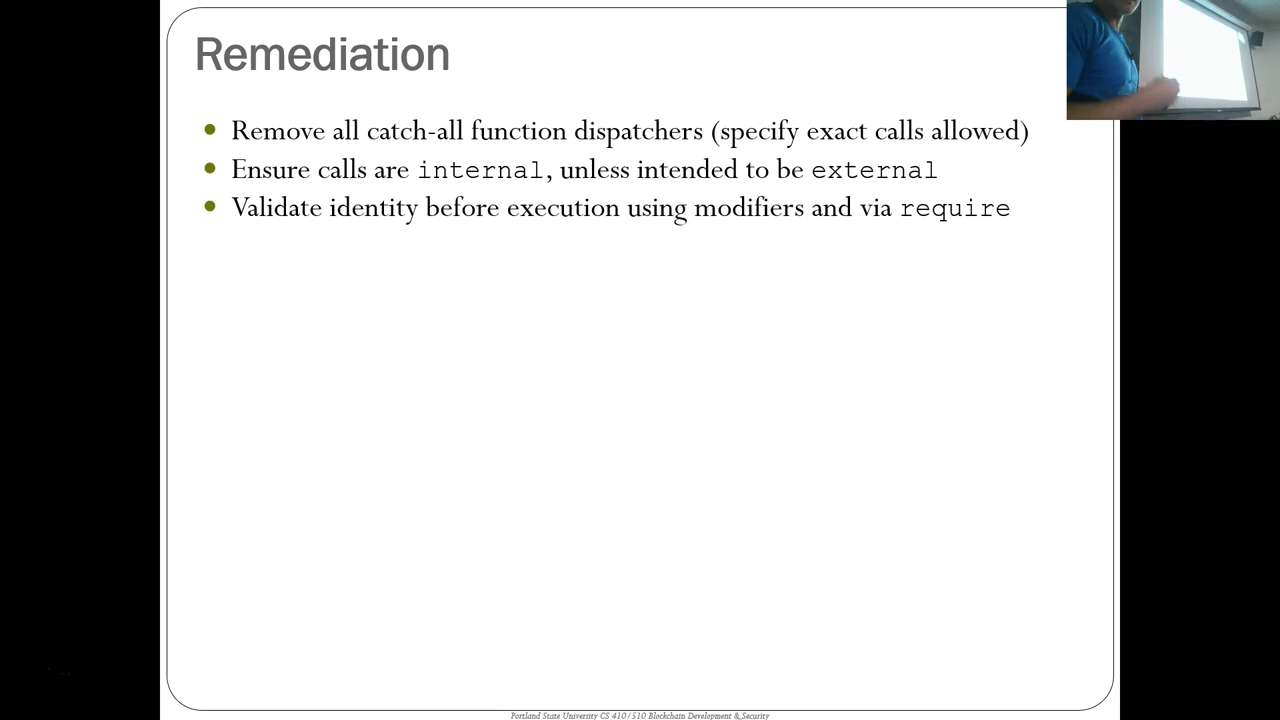 Remediation
Remove all catch-all function dispatchers (specify exact calls allowed)
Ensure calls are internal, unless intended to be external
Validate identity before execution using modifiers and via require
Portland State University CS 410/510 Blockchain Development & Security